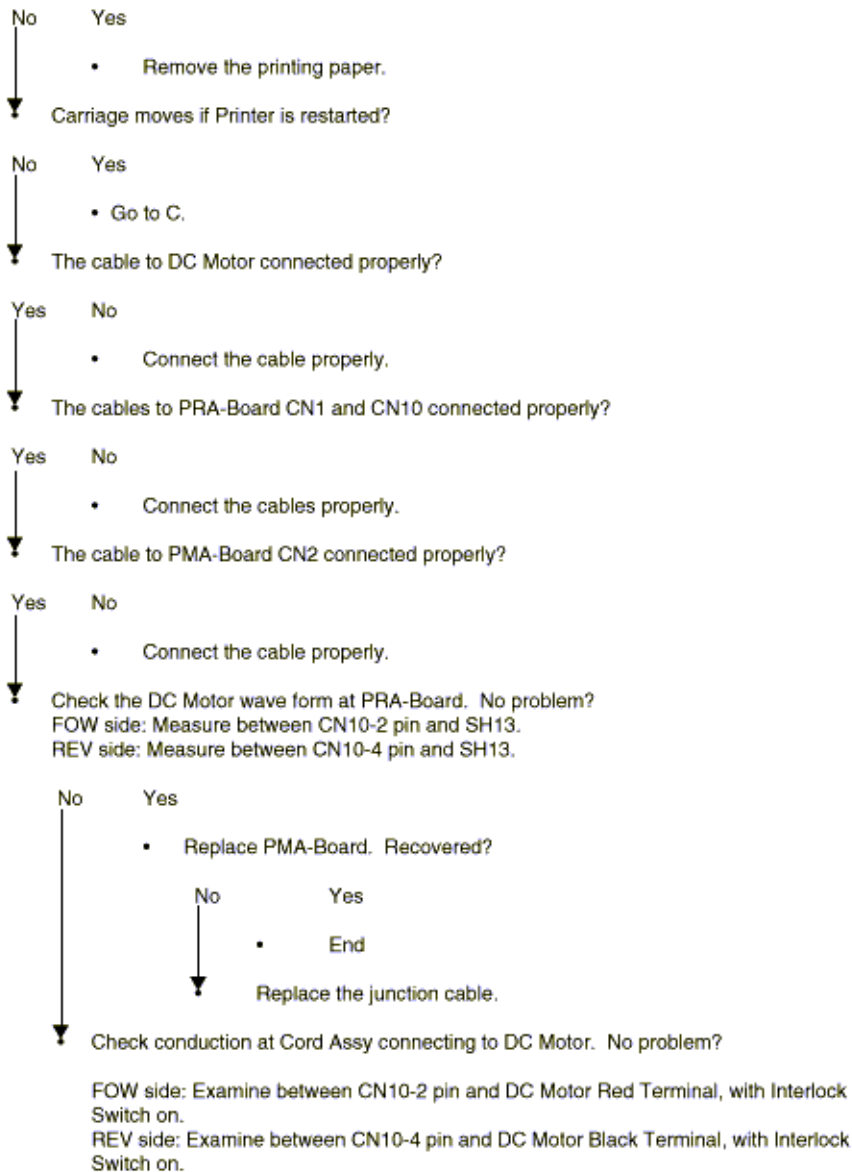 No Yes
• Remove the printing paper.
Carriage moves if Printer is restarted?
No Yes
• Go to C.
The cable to DC Motor connected properly?
Yes No
• Connect the cable properly.
The cables to PRA-Board CN1 and CN10 connected properly?
Yes No
• Connect the cables properly.
The cable to PMA-Board CN2 connected properly?
Yes No
• Connect the cable properly.
Check the DC Motor wave form at PRA-Board. No problem?
FOW side: Measure between CN10-2 pin and SH13.
REV side: Measure between CN10-4 pin and SH13.
No Yes
• Replace PMA-Board. Recovered?
No Yes
• End
Replace the junction cable.
Check conduction at Cord Assy connecting to DC Motor. No problem?
FOW side: Examine between CN10-2 pin and DC Motor Red Terminal, with Interlock
Switch on.
REV side: Examine between CN10-4 pin and DC Motor Black Terminal, with Interlock
Switch on.